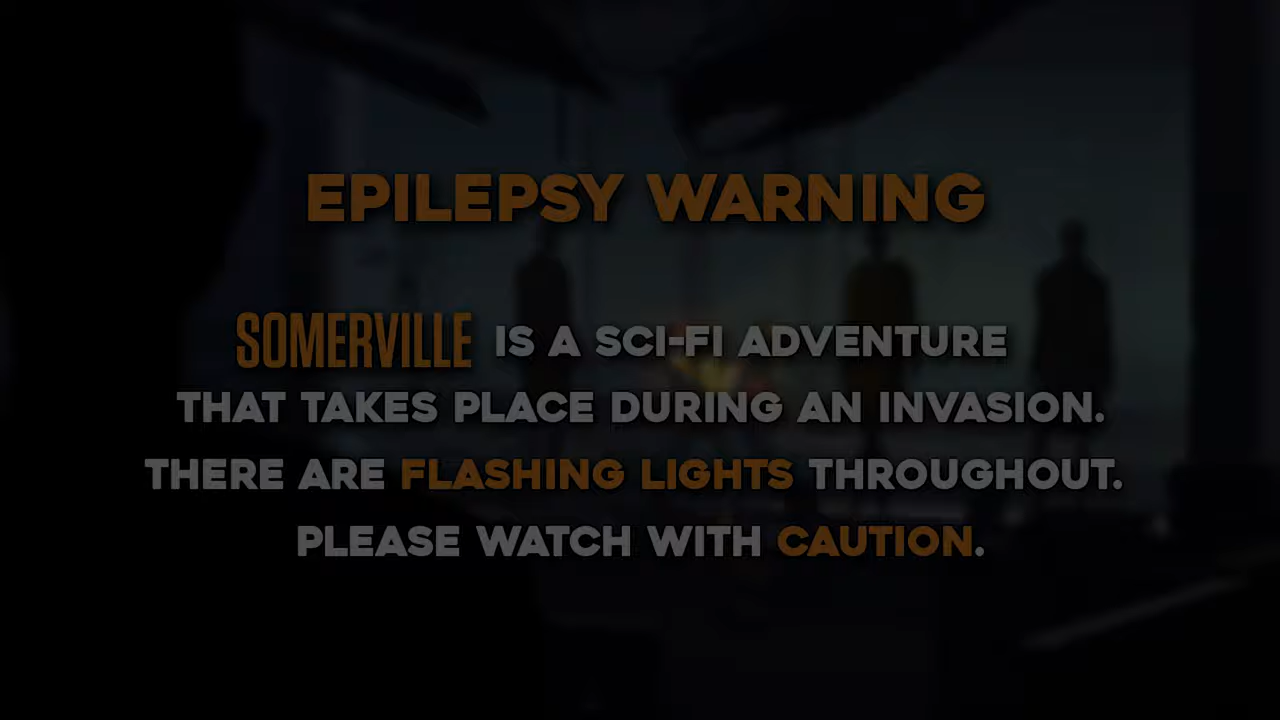 EPILEPSY WARNING
SOMERVILLE IS A SCI-FI ADVENTURE
THAT TAKES PLACE DURING AN INVASION.
THERE ARE FLASHING LIGHTS THROUGHOUT.
PLEASE WATCH WITH CAUTION.